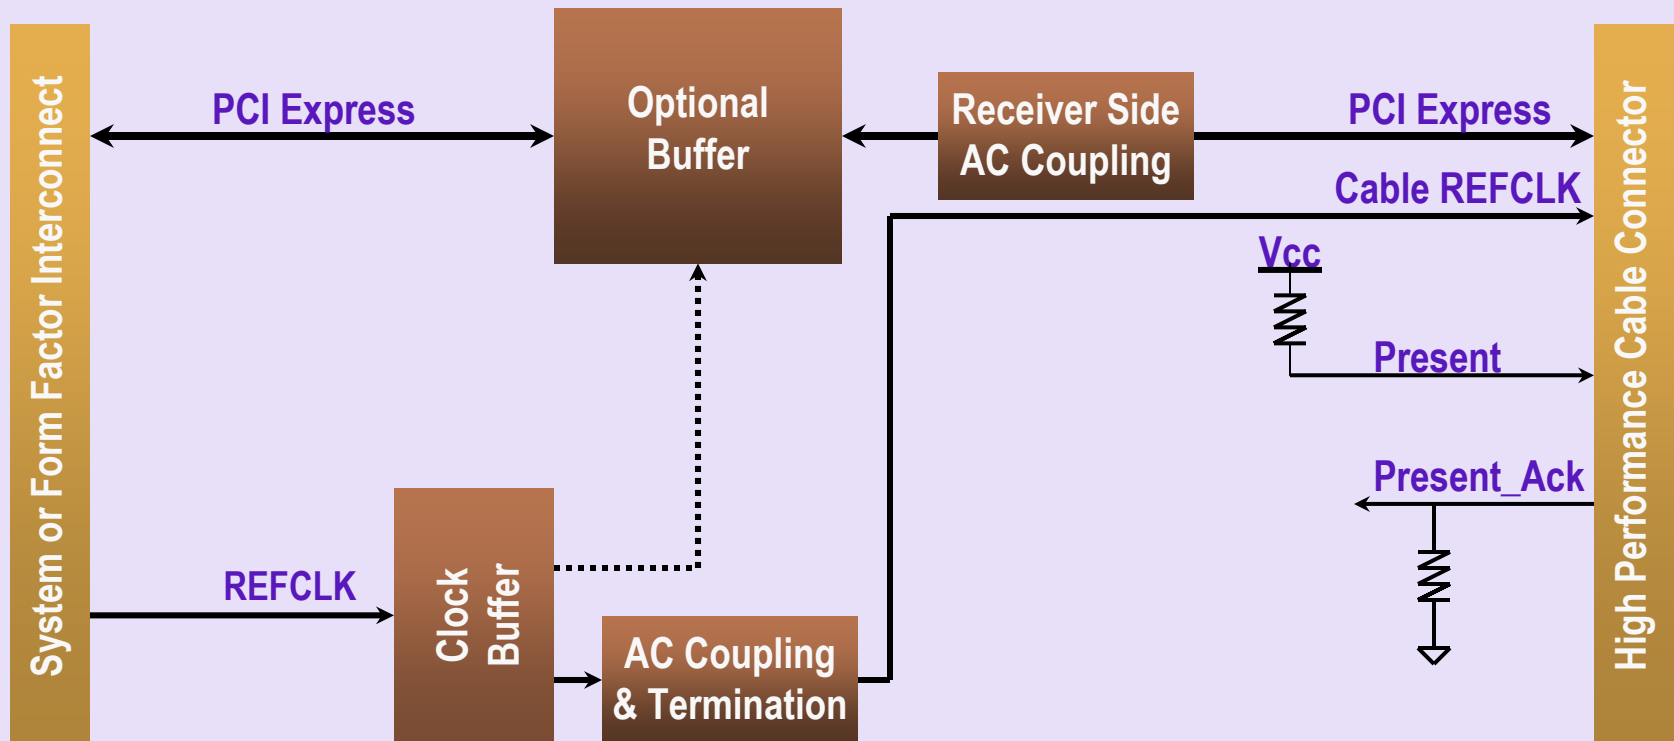 System or Form Factor Interconnect
PCI Express
Optional
Buffer
Receiver Side
AC Coupling
PCI Express
Cable REFCLK
Vcc
Present
Present_Ack
REFCLK
Clock
Buffer
AC Coupling
& Termination
High Performance Cable Connector